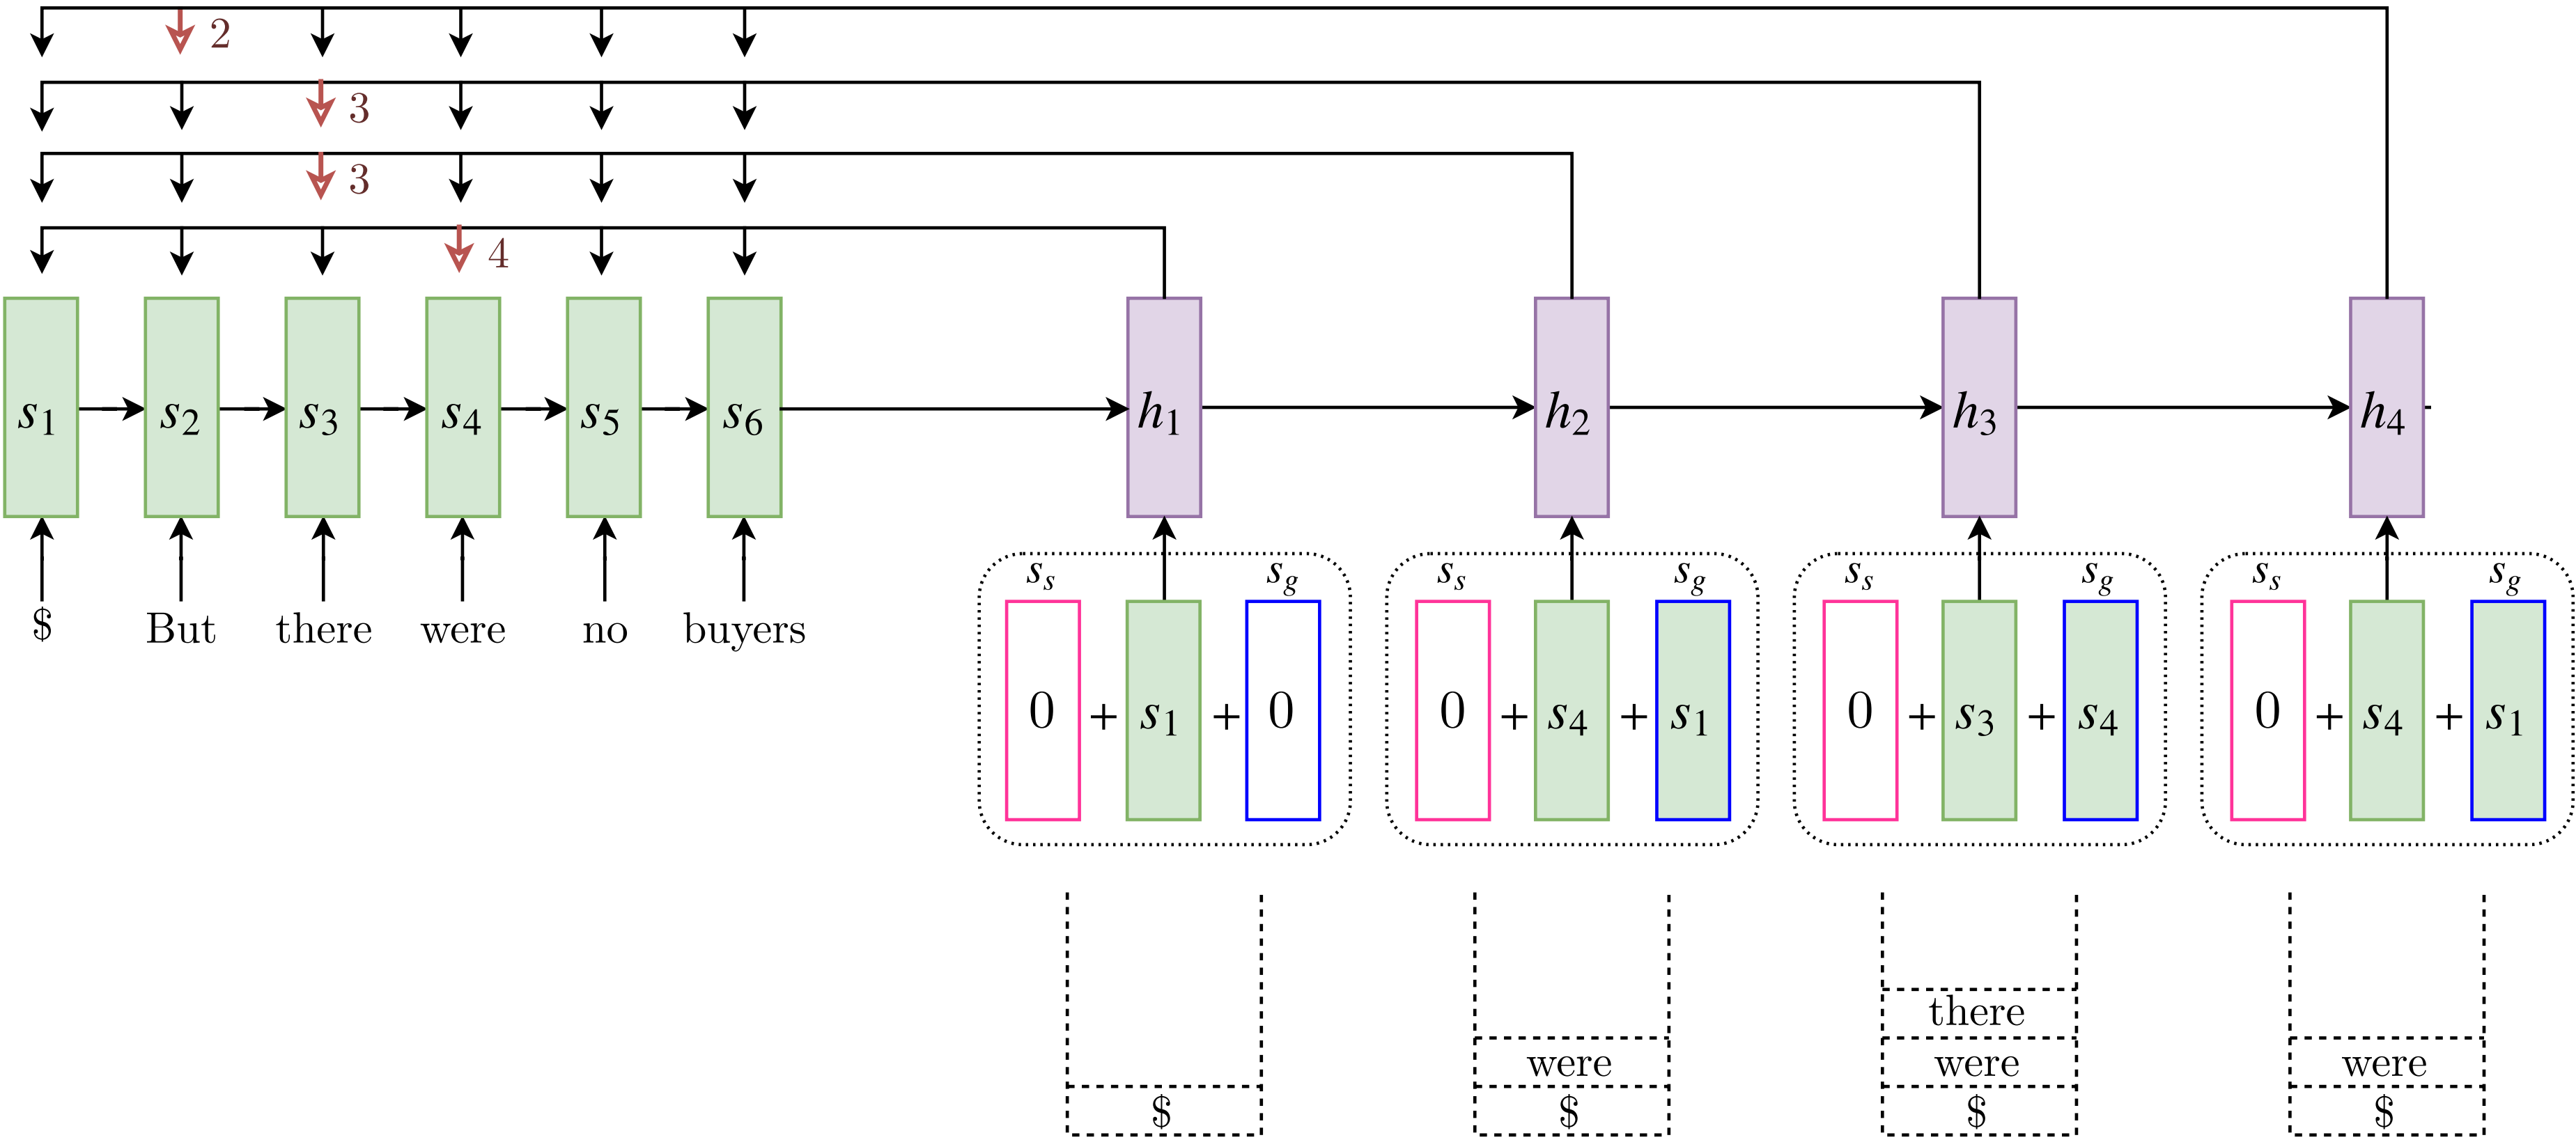 2
3
3
4
s1 s2 s3 s4 s5 s6 h1 h2 h3 h4
ss sg ss sg ss sg ss sg
$ But there were no buyers
0 + s1 + 0 0 + s4 + s1 0 + s3 + s4 0 + s4 + s1
there
were were were
$ $ $ $